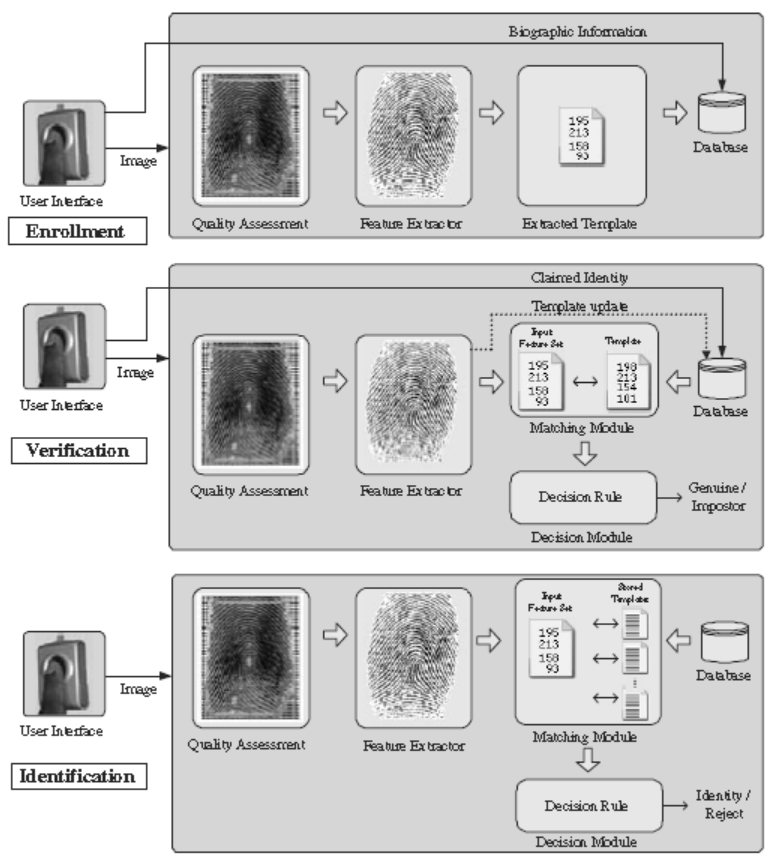 Biographic Information
195
213
158
93
Image
Database
User Interface
Quality Assessment
Feature Extractor
Extracted Template
Enrollment
Claimed Identity
Template update
Input
Feature Set
Template
195
213
158
93
198
213
154
101
Image
Database
User Interface
Matching Module
Verification
Quality Assessment
Feature Extractor
Decision Rule
Genuine /
Impostor
Decision Module
Input
Feature Set
Stored
Templates
195
213
158
93
Image
Database
User Interface
Quality Assessment
Feature Extractor
Matching Module
Identification
Decision Rule
Identity /
Reject
Decision Module